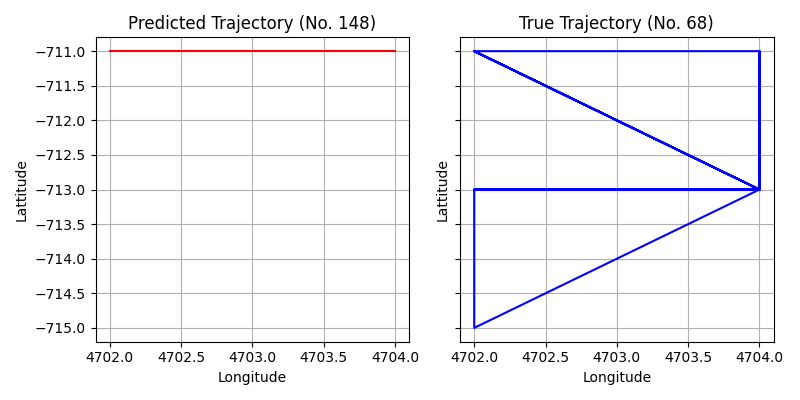 Predicted Trajectory (No. 148)
True Trajectory (No. 68)
Lattitude
−711.0
−711.5
−712.0
−712.5
−713.0
−713.5
−714.0
−714.5
−715.0
4702.0 4702.5 4703.0 4703.5 4704.0
Longitude
Lattitude
4702.0 4702.5 4703.0 4703.5 4704.0
Longitude